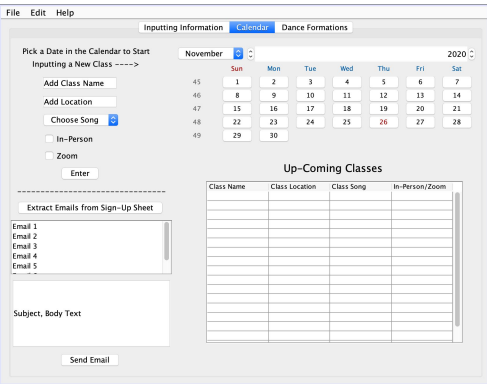 File Edit Help
Inputting Information Calendar Dance Formations
Pick a Date in the Calendar to Start
Inputting a New Class ---->
Add Class Name
Add Location
Choose Song
In-Person
Zoom
Enter
November 2020
Sun Mon Tue Wed Thu Fri Sat
45 1 2 3 4 5 6 7
46 8 9 10 11 12 13 14
47 15 16 17 18 19 20 21
48 22 23 24 25 26 27 28
49 29 30
Extract Emails from Sign-Up Sheet
Email 1
Email 2
Email 3
Email 4
Email 5
Subject, Body Text
Send Email
Up-Coming Classes
Class Name Class Location Class Song In-Person/Zoom